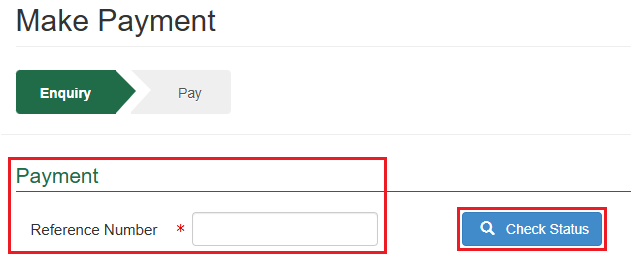 Make Payment
Enquiry Pay
Payment
Reference Number * Check Status